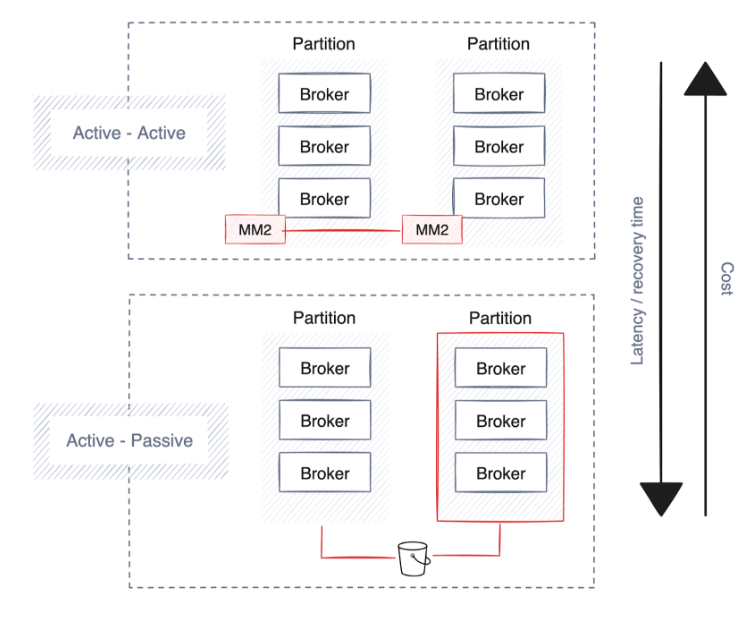 Partition
Partition
Broker
Broker
Active - Active
Broker
Broker
Broker
Broker
MM2
MM2
Latency / recovery time
Cost
Partition
Partition
Broker
Broker
Broker
Broker
Active - Passive
Broker
Broker